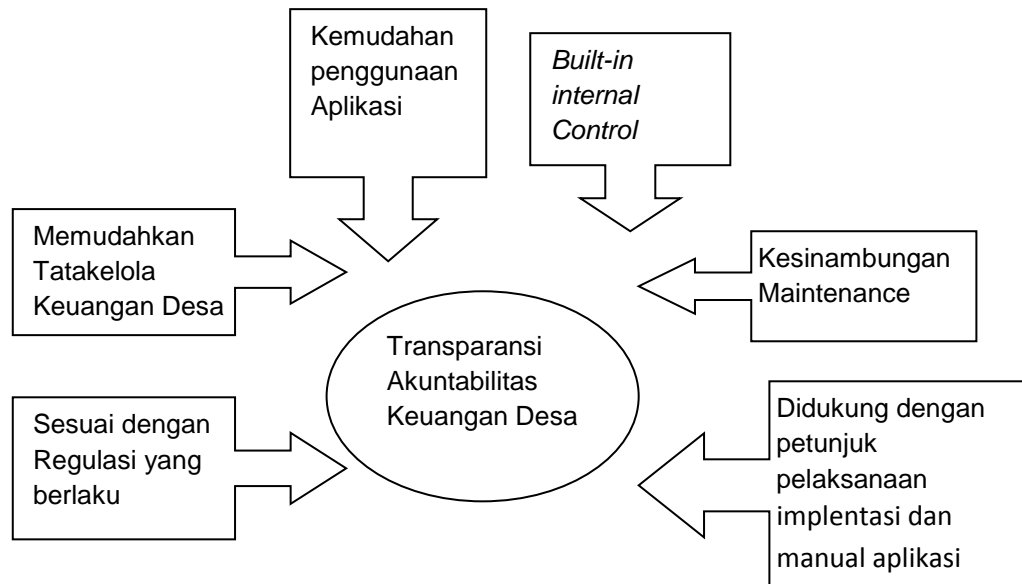 Kemudahan
penggunaan
Aplikasi
Built-in
internal
Control
Memudahkan
Tatakelola
Keuangan Desa
Kesinambungan
Maintenance
Transparansi
Akuntabilitas
Keuangan Desa
Sesuai dengan
Regulasi yang
berlaku
Didukung dengan
petunjuk
pelaksanaan
implentasi dan
manual aplikasi